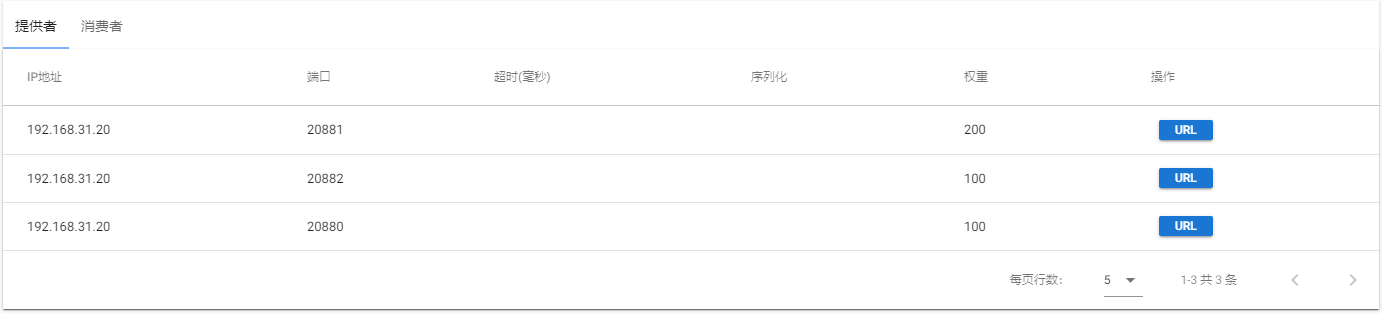 提供者 消费者
IP地址 端口 超时(毫秒) 序列化 权重 操作
192.168.31.20 20881 200 URL
192.168.31.20 20882 100 URL
192.168.31.20 20880 100 URL
每页行数: 5 1-3 共 3 条